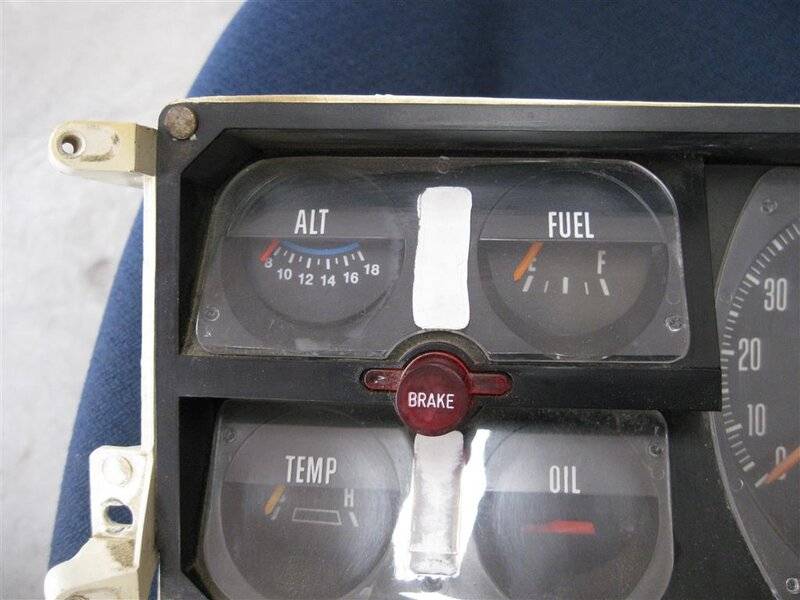 ALT
8 10 12 14 16 18
FUEL
E F
BRAKE
TEMP
H
OIL
30
20
10
0